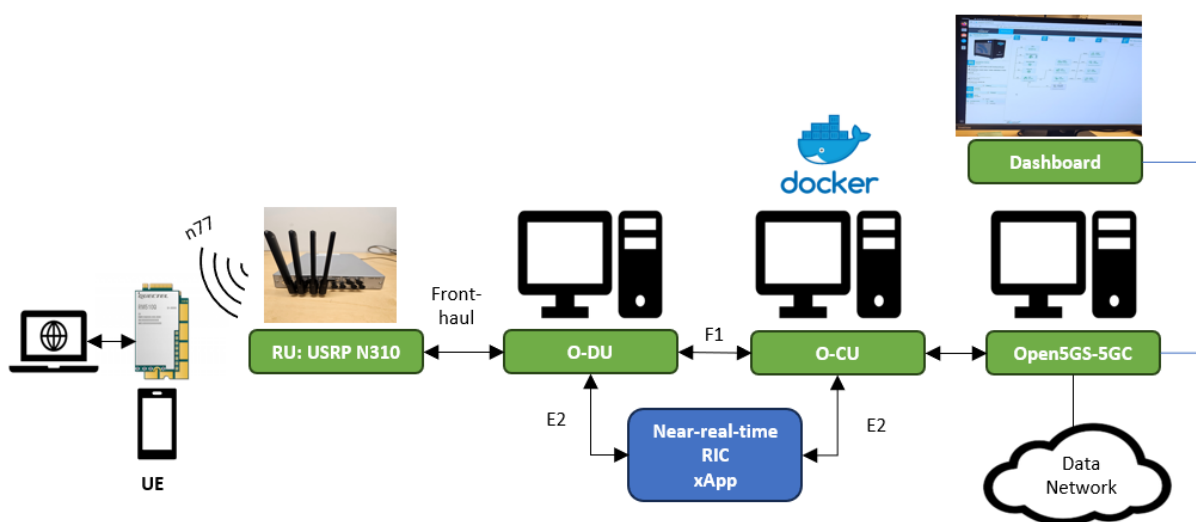 Dashboard
docker
n77
Front-
haul
RU: USRP N310
O-DU
F1
O-CU
Open5GS-5GC
E2
Near-real-time
RIC
xApp
E2
UE
Data
Network